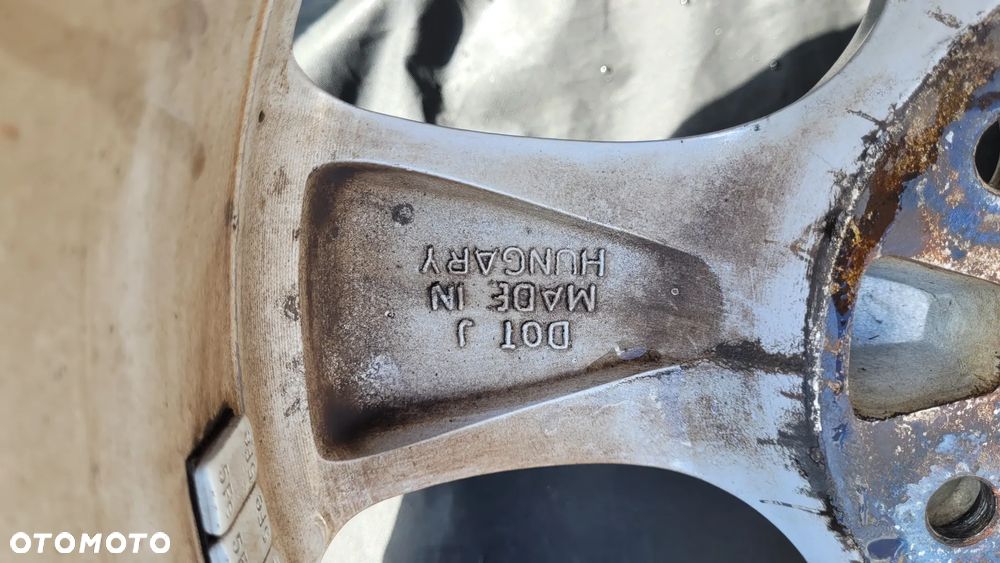 DOT J
MADE IN
HUNGARY
OTOMOTO